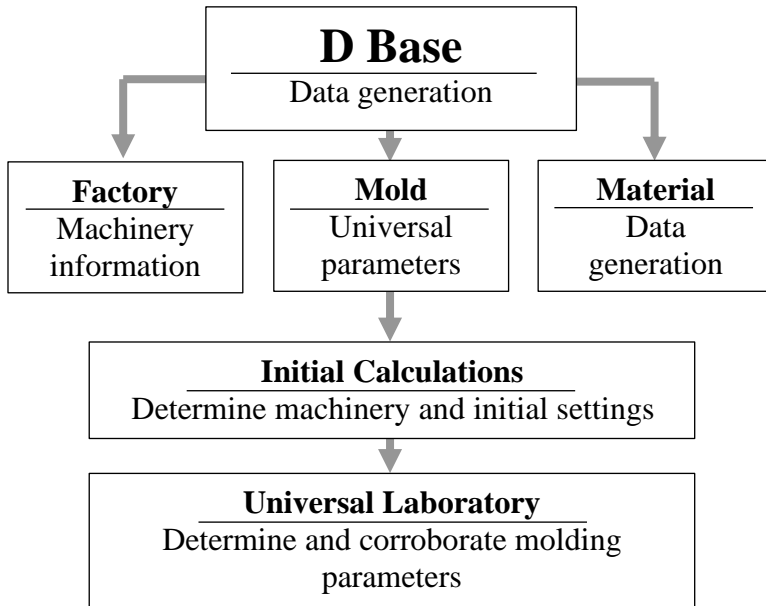 D Base
Data generation
Factory
Machinery
information
Mold
Universal
parameters
Material
Data
generation
Initial Calculations
Determine machinery and initial settings
Universal Laboratory
Determine and corroborate molding
parameters